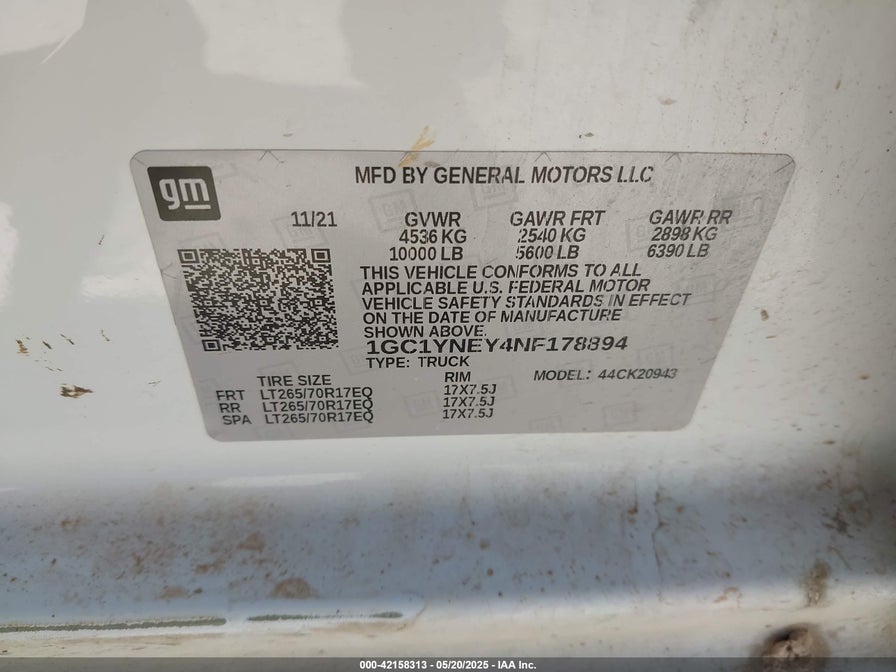 gm
MFD BY GENERAL MOTORS LLC
11/21 GVWR GAWR FRT GAWR RR
4536 KG 2540 KG 2898 KG
10000 LB 5600 LB 6390 LB
THIS VEHICLE CONFORMS TO ALL
APPLICABLE U.S. FEDERAL MOTOR
VEHICLE SAFETY STANDARDS IN EFFECT
ON THE DATE OF MANUFACTURE
SHOWN ABOVE.
1GC1YNEY4NF178894
TYPE: TRUCK
TIRE SIZE RIM MODEL: 44CK20943
FRT LT265/70R17EQ 17X7.5J
RR LT265/70R17EQ 17X7.5J
SPA LT265/70R17EQ 17X7.5J
000-42158313 - 05/20/2025 - IAA Inc.